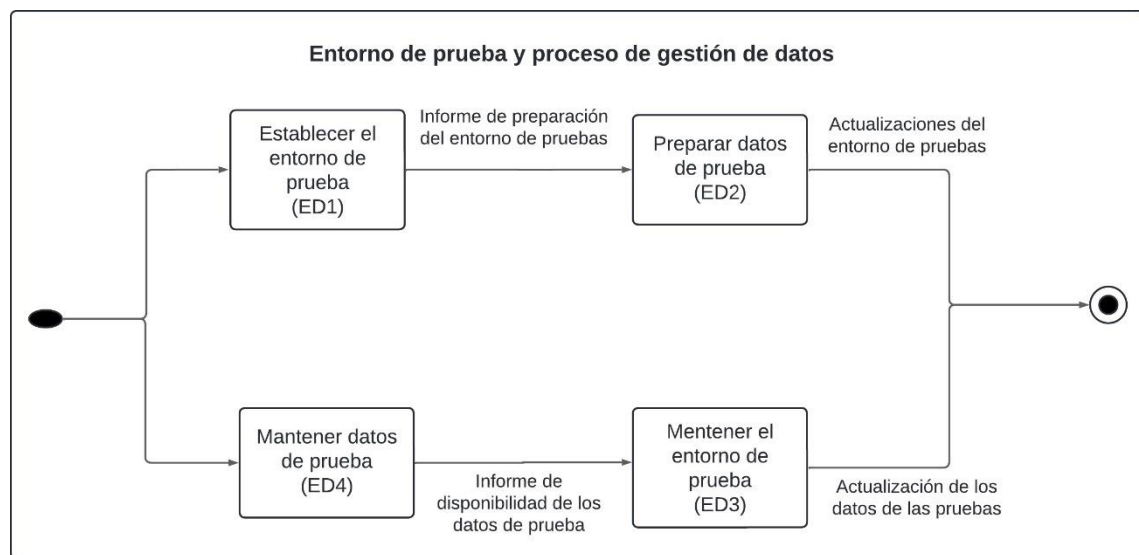 Entorno de prueba y proceso de gestión de datos
Establecer el
entorno de
prueba
(ED1)
Informe de preparación
del entorno de pruebas
Preparar datos
de prueba
(ED2)
Actualizaciones del
entorno de pruebas
Mantener datos
de prueba
(ED4)
Informe de
disponibilidad de los
datos de prueba
Mentener el
entorno de
prueba
(ED3)
Actualización de los
datos de las pruebas